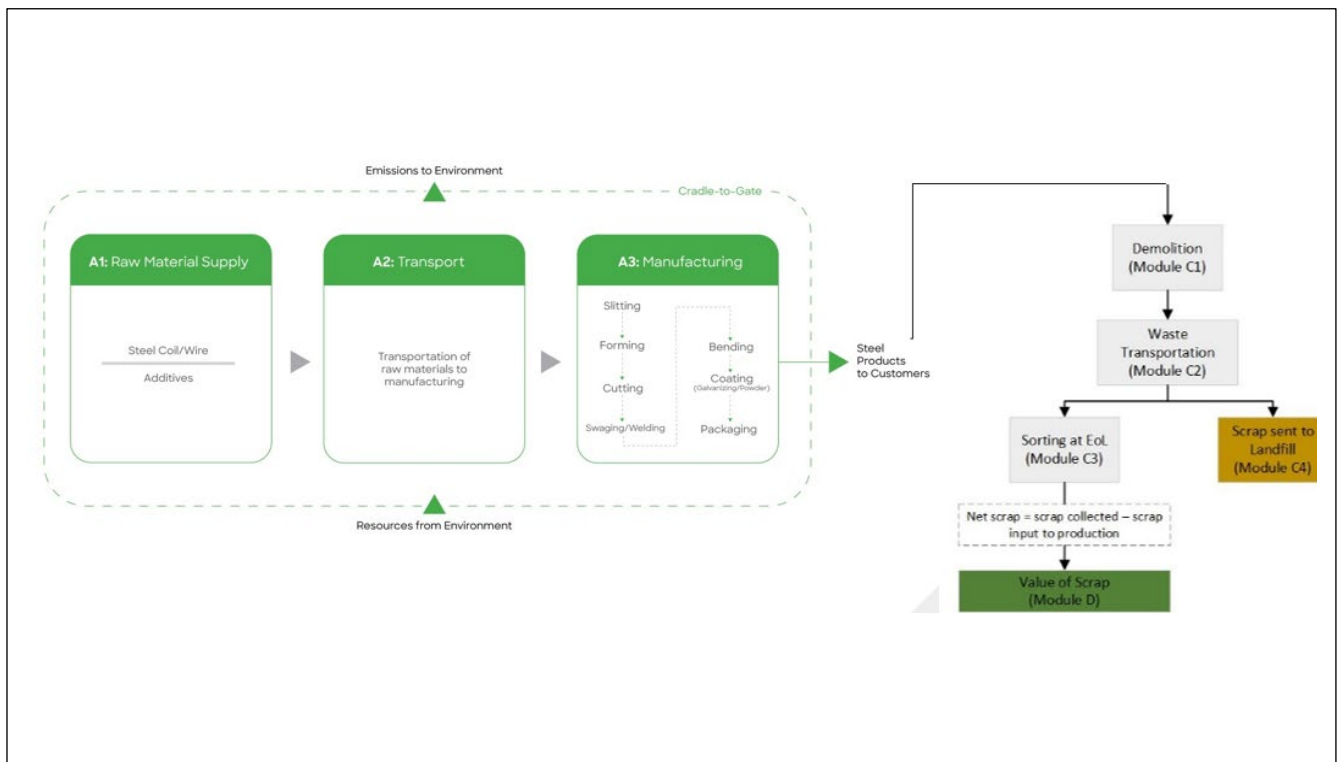 Emissions to Environment
Cradle-to-Gate
A1: Raw Material Supply
Steel Coil/Wire
Additives
A2: Transport
Transportation of
raw materials to
manufacturing
A3: Manufacturing
Slitting
Forming
Cutting
Swaging/Welding
Bending
Coating
(Galvanizing/Powder)
Packaging
Resources from Environment
Steel
Products
to Customers
Demolition
(Module C1)
Waste
Transportation
(Module C2)
Sorting at EoL
(Module C3)
Scrap sent to
Landfill
(Module C4)
Net scrap = scrap collected – scrap
input to production
Value of Scrap
(Module D)